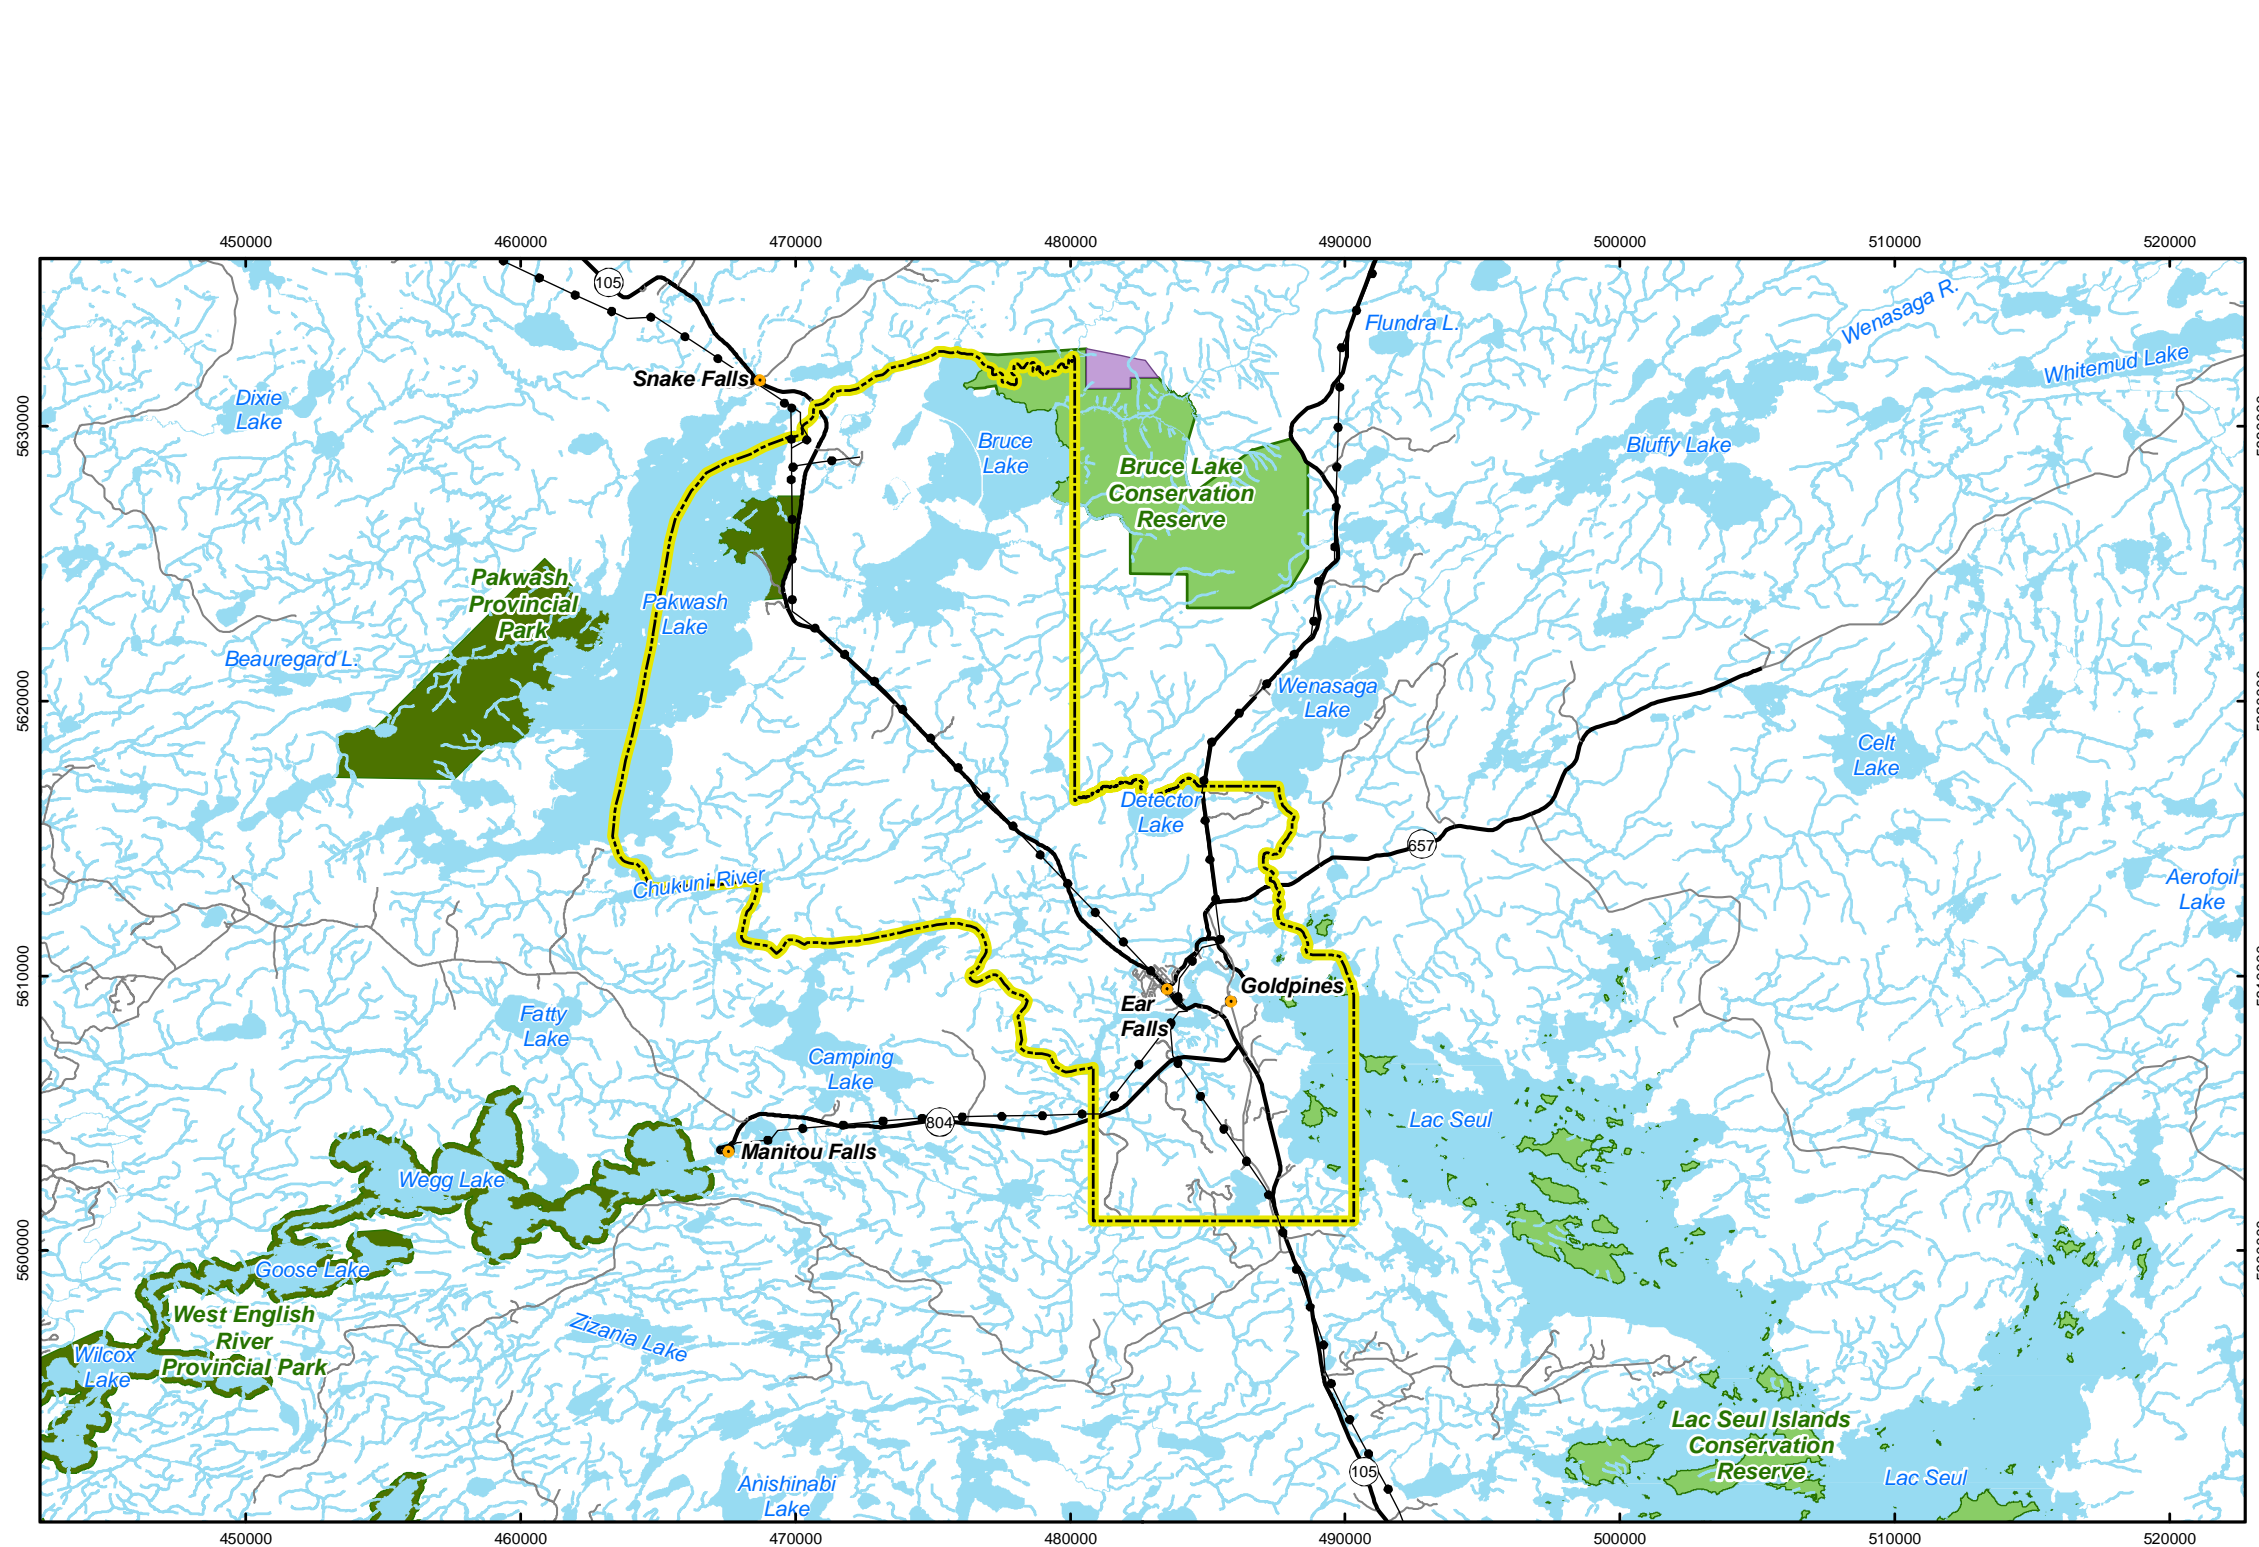 450000 460000 470000 480000 490000 500000 510000 520000
105
Flundra L.
Wenasaga R.
Whitemud Lake
Snake Falls
Dixie
Lake
5630000
Bruce
Lake
Bluffy Lake
Bruce Lake
Conservation
Reserve
Pakwash
Provincial
Park
Pakwash
Lake
Beauregard L.
Wenasaga
Lake
5620000
Celt
Lake
Detector
Lake
657
Chukuni River
Aerofoil
Lake
5610000
Goldpines
Ear
Falls
Fatty
Lake
Camping
Lake
Lac Seul
804
Manitou Falls
Wegg Lake
5600000
Goose Lake
West English
River
Provincial Park
Zizania Lake
Wilcox
Lake
Lac Seul Islands
Conservation
Reserve
105
Lac Seul
Anishinabi
Lake
450000 460000 470000 480000 490000 500000 510000 520000